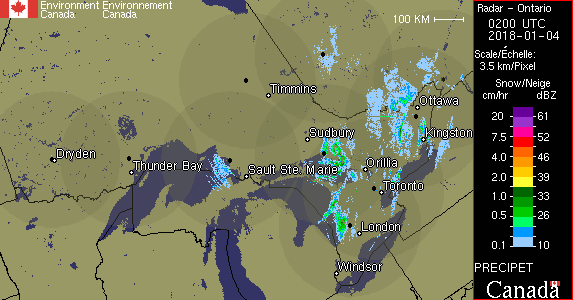 Environment Environnement
Canada Canada
100 KM
Timmins
Ottawa
Sudbury
Kingston
Dryden
Thunder Bay
Sault Ste. Marie
Orillia
Toronto
London
Windsor
Radar - Ontario
0200 UTC
2018-01-04
Scale/Échelle:
3.5 km/Pixel
Snow/Neige
cm/hr dBZ
20 61
7.5 52
4.0 46
2.0 39
1.0 33
0.5 26
0.1 10
PRECIPET
Canada